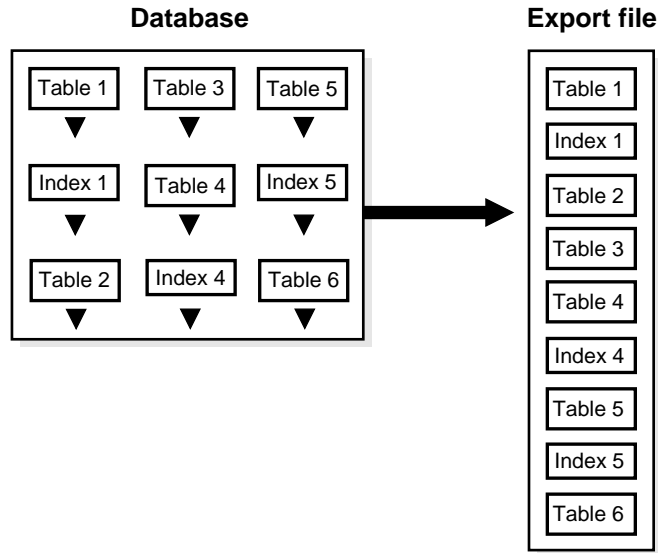 Database
Export file
Table 1
Table 3
Table 5
Index 1
Table 4
Index 5
Table 2
Index 4
Table 6
Table 1
Index 1
Table 2
Table 3
Table 4
Index 4
Table 5
Index 5
Table 6